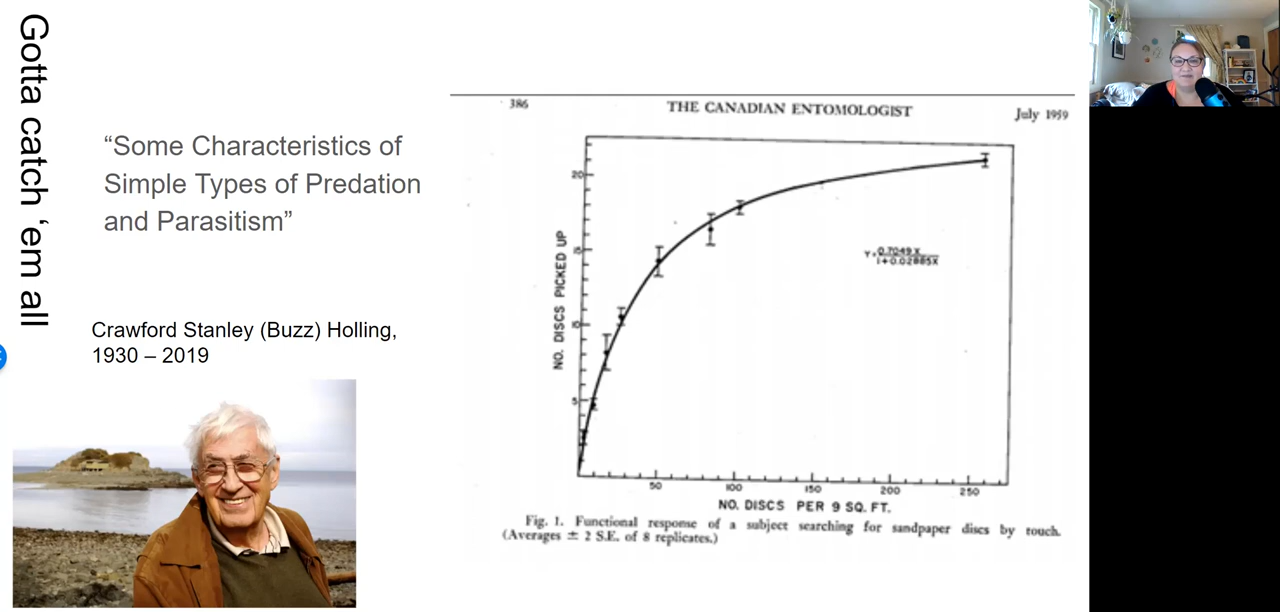 Gotta catch ‘em all
“Some Characteristics of
Simple Types of Predation
and Parasitism”
Crawford Stanley (Buzz) Holling,
1930 – 2019
386 THE CANADIAN ENTOMOLOGIST July 1959
NO. DISCS PICKED UP
20
15
10
5
Y=0.7049X
1+0.02885X
50 100 150 200 250
NO. DISCS PER 9 SQ. FT.
Fig. 1. Functional response of a subject searching for sandpaper discs by touch.
(Averages ± 2 S.E. of 8 replicates.)